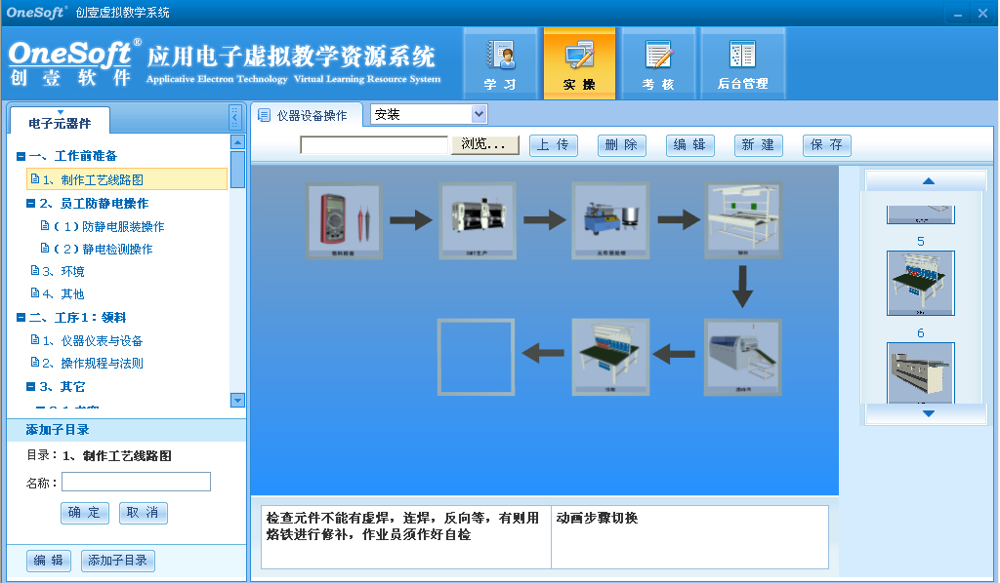 OneSoft® 创壹虚拟教学系统
OneSoft®
创壹软件
应用电子虚拟教学资源系统
Applicative Electron Technology Virtual Learning Resource System
学习
实操
考核
后台管理
电子元器件
一、工作前准备
1、制作工艺线路图
2、员工防静电操作
（1）防静电服装操作
（2）静电检测操作
3、环境
4、其他
二、工序1：领料
1、仪器仪表与设备
2、操作规程与法则
3、其它
添加子目录
目录：1、制作工艺线路图
名称：
确 定
取 消
编 辑
添加子目录
仪器设备操作
安装
浏览...
上 传
删 除
编 辑
新 建
保 存
SMT生产
5
6
检查元件不能有虚焊，连焊，反向等，有则用
烙铁进行修补，作业员须作好自检
动画步骤切换